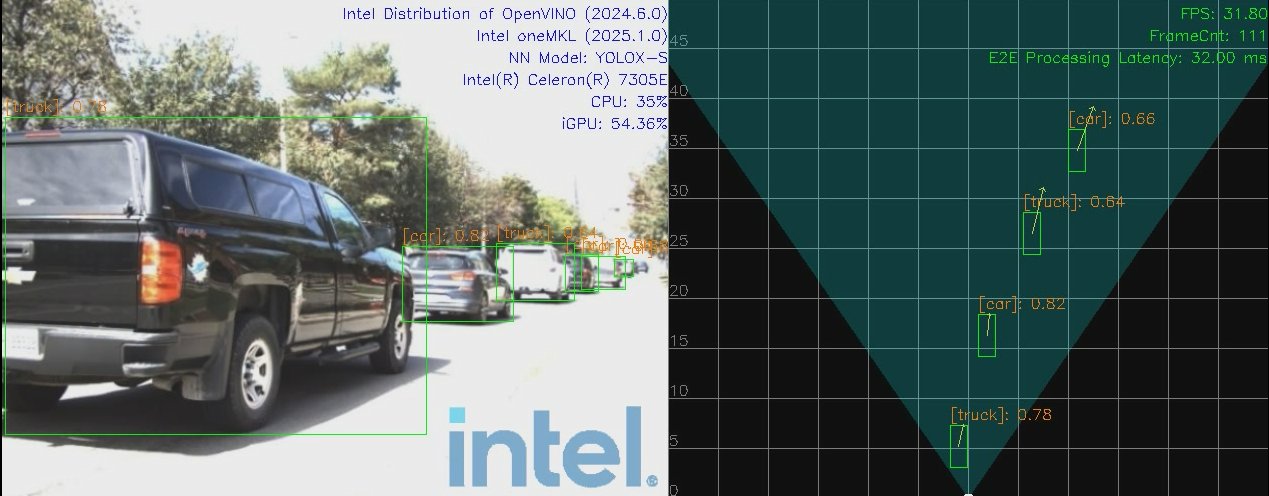 Intel Distribution of OpenVINO (2024.6.0)
Intel oneMKL (2025.1.0)
NN Model: YOLOX-S
Intel(R) Celeron(R) 7305E
CPU: 35%
iGPU: 54.36%
[truck]: 0.78
[car]: 0.82
[truck]: 0.64
intel.
FPS: 31.80
FrameCnt: 111
E2E Processing Latency: 32.00 ms
45
40
[car]: 0.66
35
30
[truck]: 0.64
25
20
[car]: 0.82
15
10
[truck]: 0.78
5
0